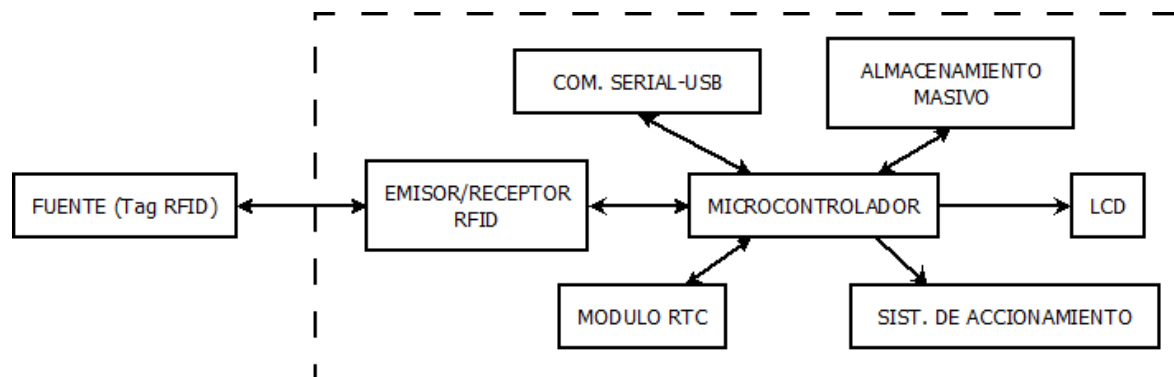 COM. SERIAL-USB
ALMACENAMIENTO
MASIVO
FUENTE (Tag RFID)
EMISOR/RECEPTOR
RFID
MICROCONTROLADOR
LCD
MODULO RTC
SIST. DE ACCIONAMIENTO